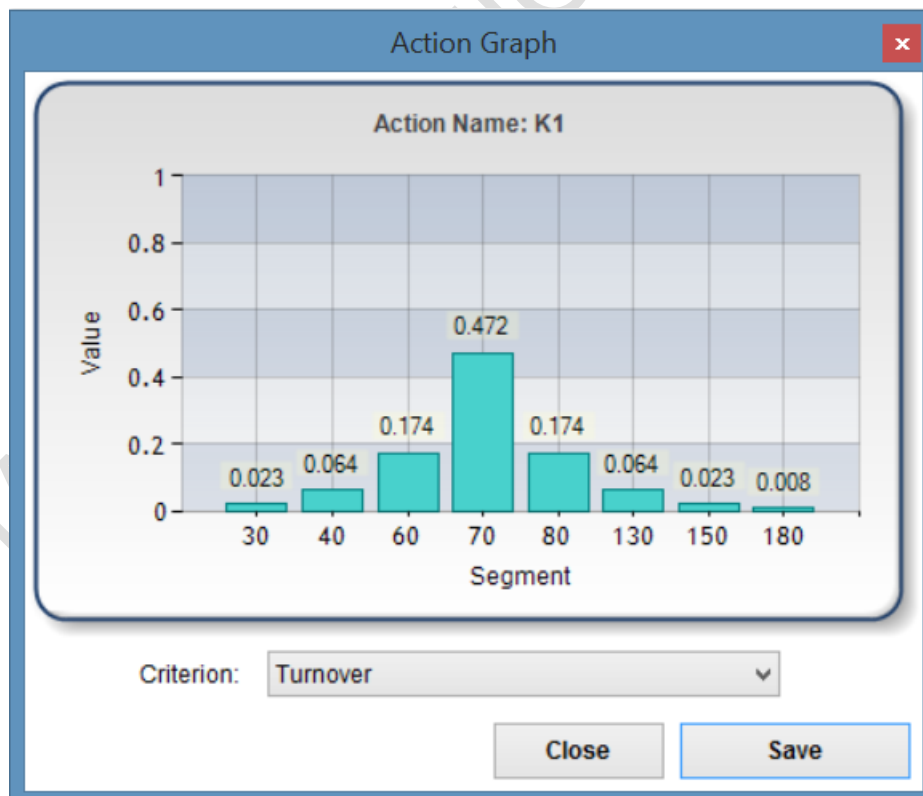 Action Graph
x
Action Name: K1
1
0.8
0.6
0.4
0.2
0
Value
0.023
0.064
0.174
0.472
0.174
0.064
0.023
0.008
30 40 60 70 80 130 150 180
Segment
Criterion: Turnover
Close Save